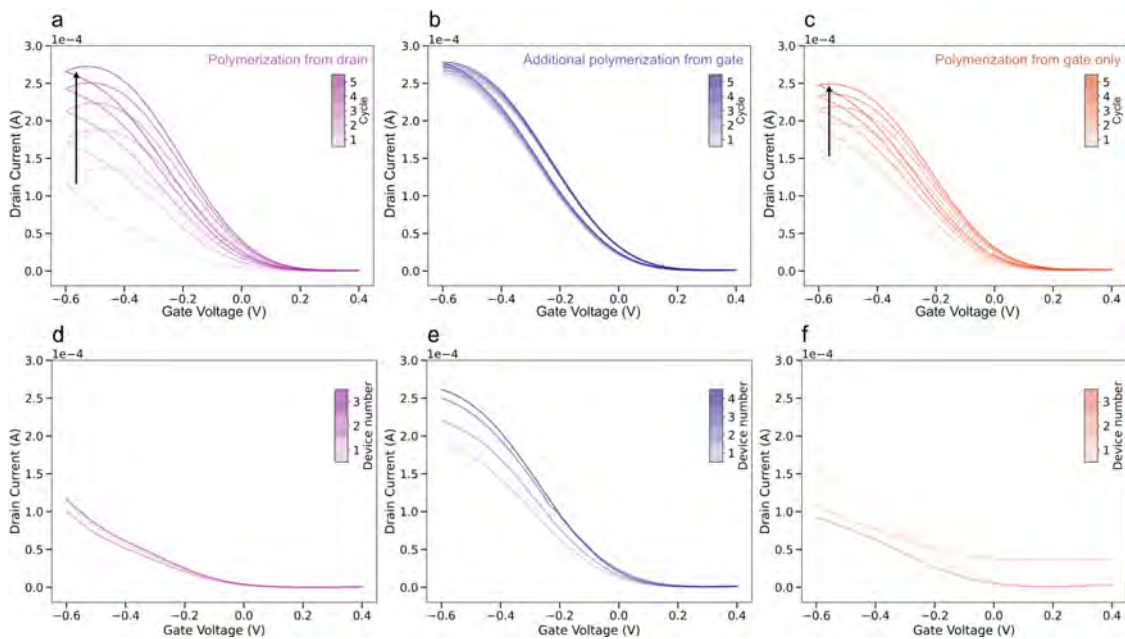 a
1e−4
Polymerization from drain
3.0
2.5
2.0
1.5
1.0
0.5
0.0
Drain Current (A)
5
4
3
2
1
Cycle
−0.6 −0.4 −0.2 0.0 0.2 0.4
Gate Voltage (V)
b
1e−4
Additional polymerization from gate
3.0
2.5
2.0
1.5
1.0
0.5
0.0
Drain Current (A)
5
4
3
2
1
Cycle
−0.6 −0.4 −0.2 0.0 0.2 0.4
Gate Voltage (V)
c
1e−4
Polymerization from gate only
3.0
2.5
2.0
1.5
1.0
0.5
0.0
Drain Current (A)
5
4
3
2
1
Cycle
−0.6 −0.4 −0.2 0.0 0.2 0.4
Gate Voltage (V)
d
1e−4
3.0
2.5
2.0
1.5
1.0
0.5
0.0
Drain Current (A)
3
2
1
Device number
−0.6 −0.4 −0.2 0.0 0.2 0.4
Gate Voltage (V)
e
1e−4
3.0
2.5
2.0
1.5
1.0
0.5
0.0
Drain Current (A)
4
3
2
1
Device number
−0.6 −0.4 −0.2 0.0 0.2 0.4
Gate Voltage (V)
f
1e−4
3.0
2.5
2.0
1.5
1.0
0.5
0.0
Drain Current (A)
4
3
2
1
Device number
−0.6 −0.4 −0.2 0.0 0.2 0.4
Gate Voltage (V)